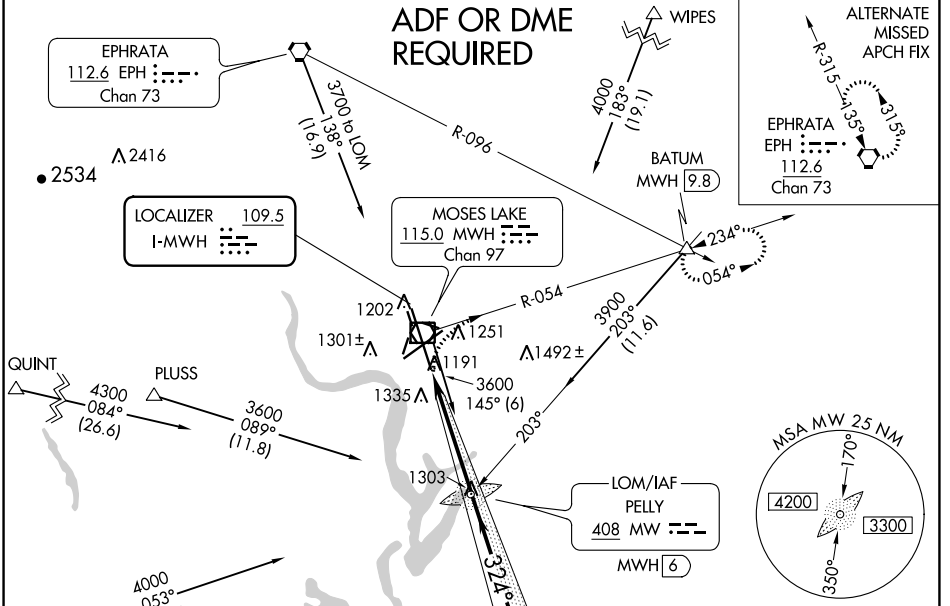 ADF OR DME
REQUIRED
WIPES
ALTERNATE
MISSED
APCH FIX
EPHRATA
112.6 EPH
Chan 73
3700 to LOM
138°
(16.9)
R-096
4000
183°
(19.1)
R-315
135°
315°
EPHRATA
EPH
112.6
Chan 73
2416
2534
BATUM
MWH 9.8
LOCALIZER 109.5
I-MWH
MOSES LAKE
115.0 MWH
Chan 97
234°
054°
R-054
1202
1301±
1251
1191
1492±
3900
203°
(11.6)
QUINT
PLUSS
4300
084°
(26.6)
3600
089°
(11.8)
1335
3600
145° (6)
203°
1303
LOM/IAF
PELLY
408 MW
MWH 6
MSA MW 25 NM
170°
4200
3300
350°
324°
4000
053°